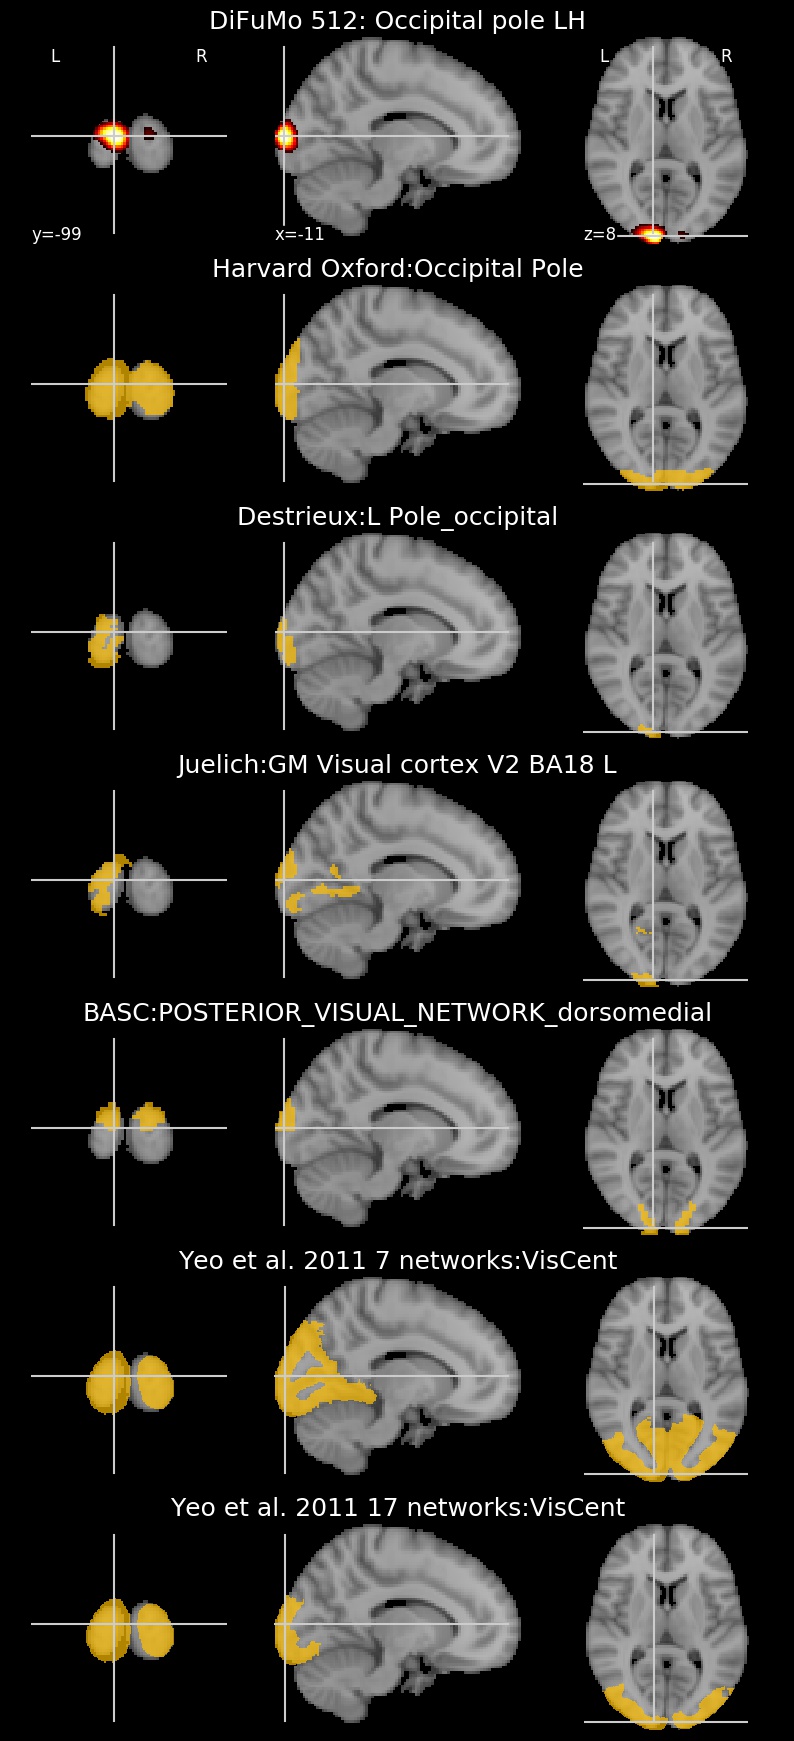 DiFuMo 512: Occipital pole LH
L R L R
y=-99 x=-11 z=8
Harvard Oxford:Occipital Pole
Destrieux:L Pole_occipital
Juelich:GM Visual cortex V2 BA18 L
BASC:POSTERIOR_VISUAL_NETWORK_dorsomedial
Yeo et al. 2011 7 networks:VisCent
Yeo et al. 2011 17 networks:VisCent